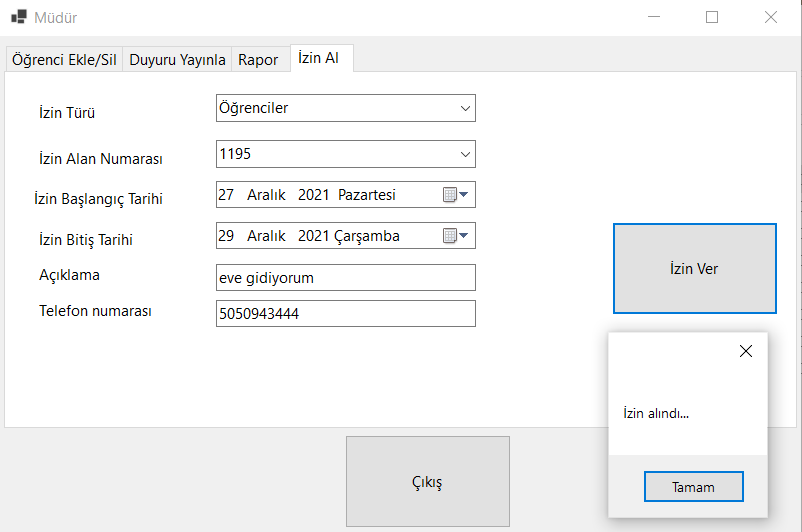 Müdür
Öğrenci Ekle/Sil Duyuru Yayınla Rapor İzin Al
İzin Türü Öğrenciler
İzin Alan Numarası 1195
İzin Başlangıç Tarihi 27 Aralık 2021 Pazartesi
İzin Bitiş Tarihi 29 Aralık 2021 Çarşamba
Açıklama eve gidiyorum
Telefon numarası 5050943444
İzin Ver
İzin alındı...
Tamam
Çıkış